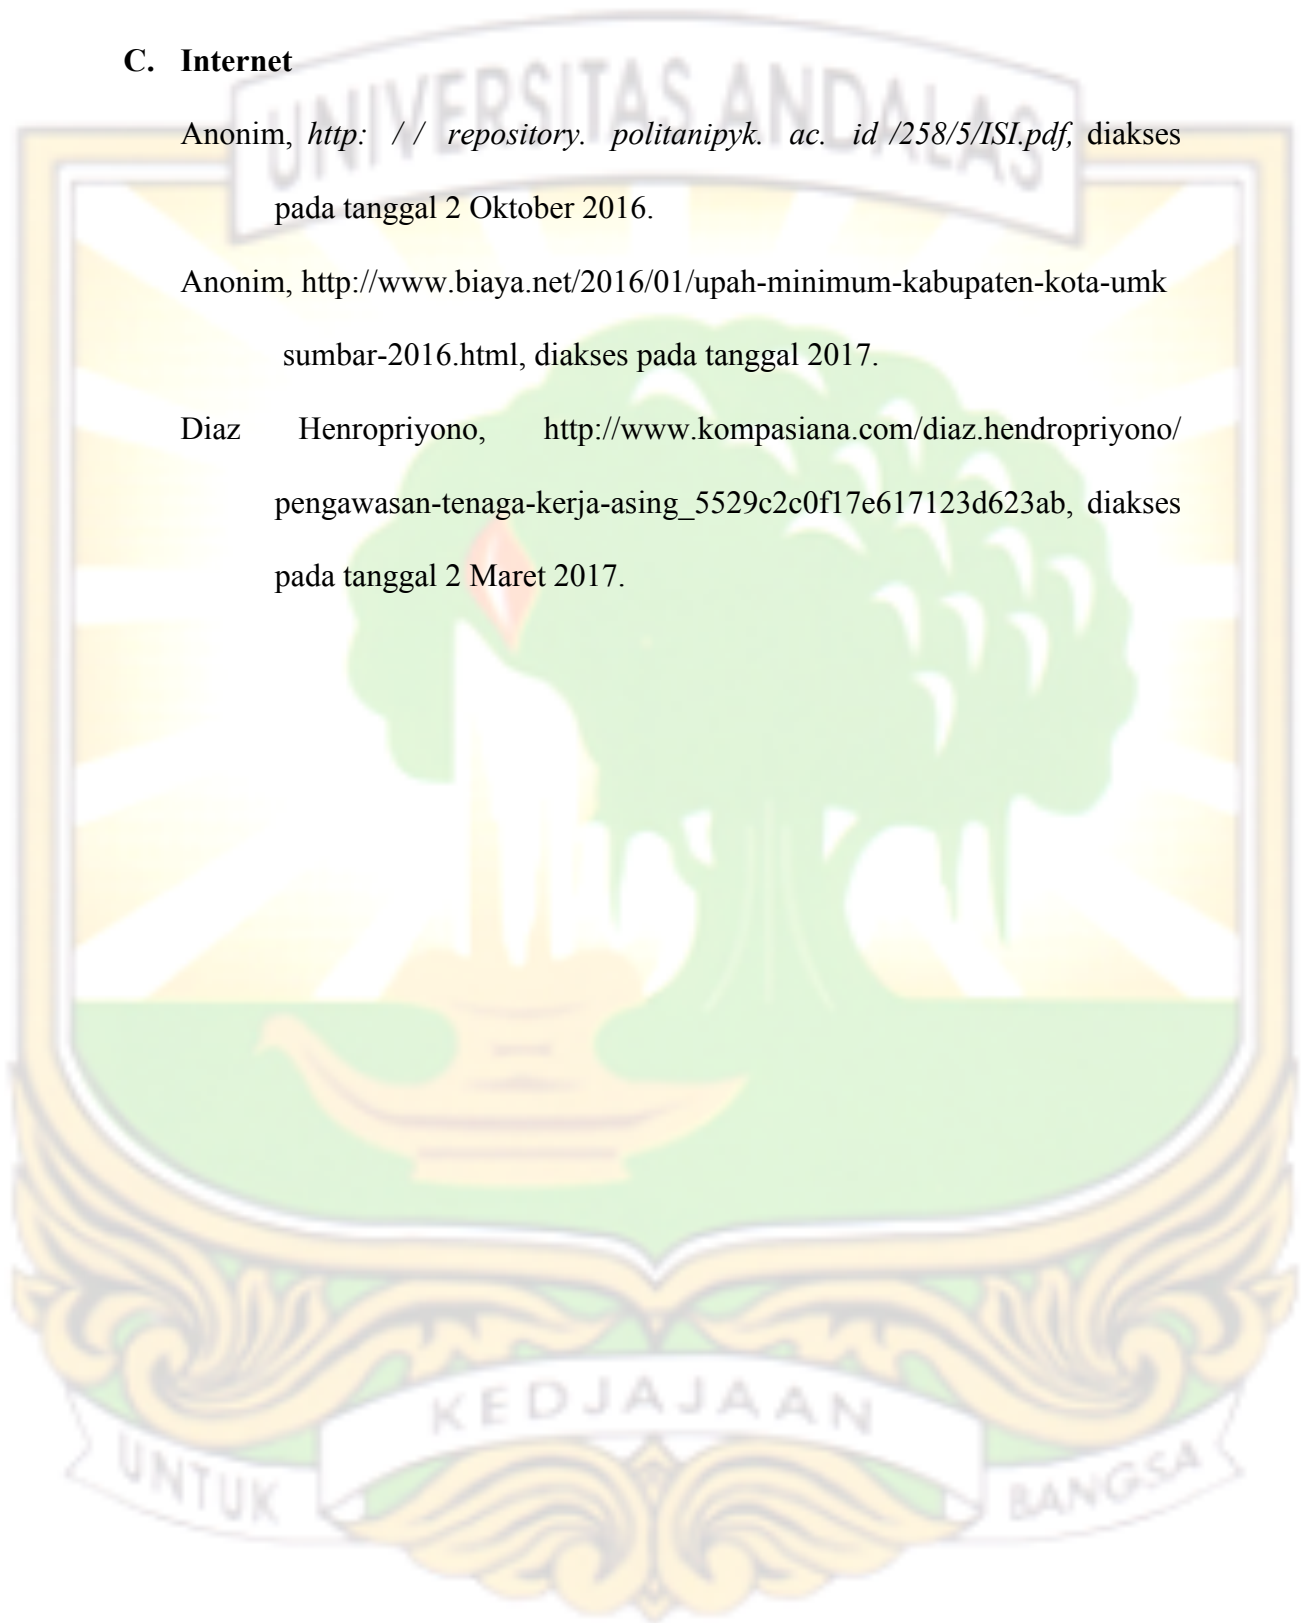 C. Internet
UNIVERSITAS ANDALAS
Anonim, http: / / repository. politanipyk. ac. id /258/5/ISI.pdf, diakses
pada tanggal 2 Oktober 2016.
Anonim, http://www.biaya.net/2016/01/upah-minimum-kabupaten-kota-umk
sumbar-2016.html, diakses pada tanggal 2017.
Diaz Henropriyono, http://www.kompasiana.com/diaz.hendropriyono/
pengawasan-tenaga-kerja-asing_5529c2c0f17e617123d623ab, diakses
pada tanggal 2 Maret 2017.
UNTUK KEDJAJAAN BANGSA